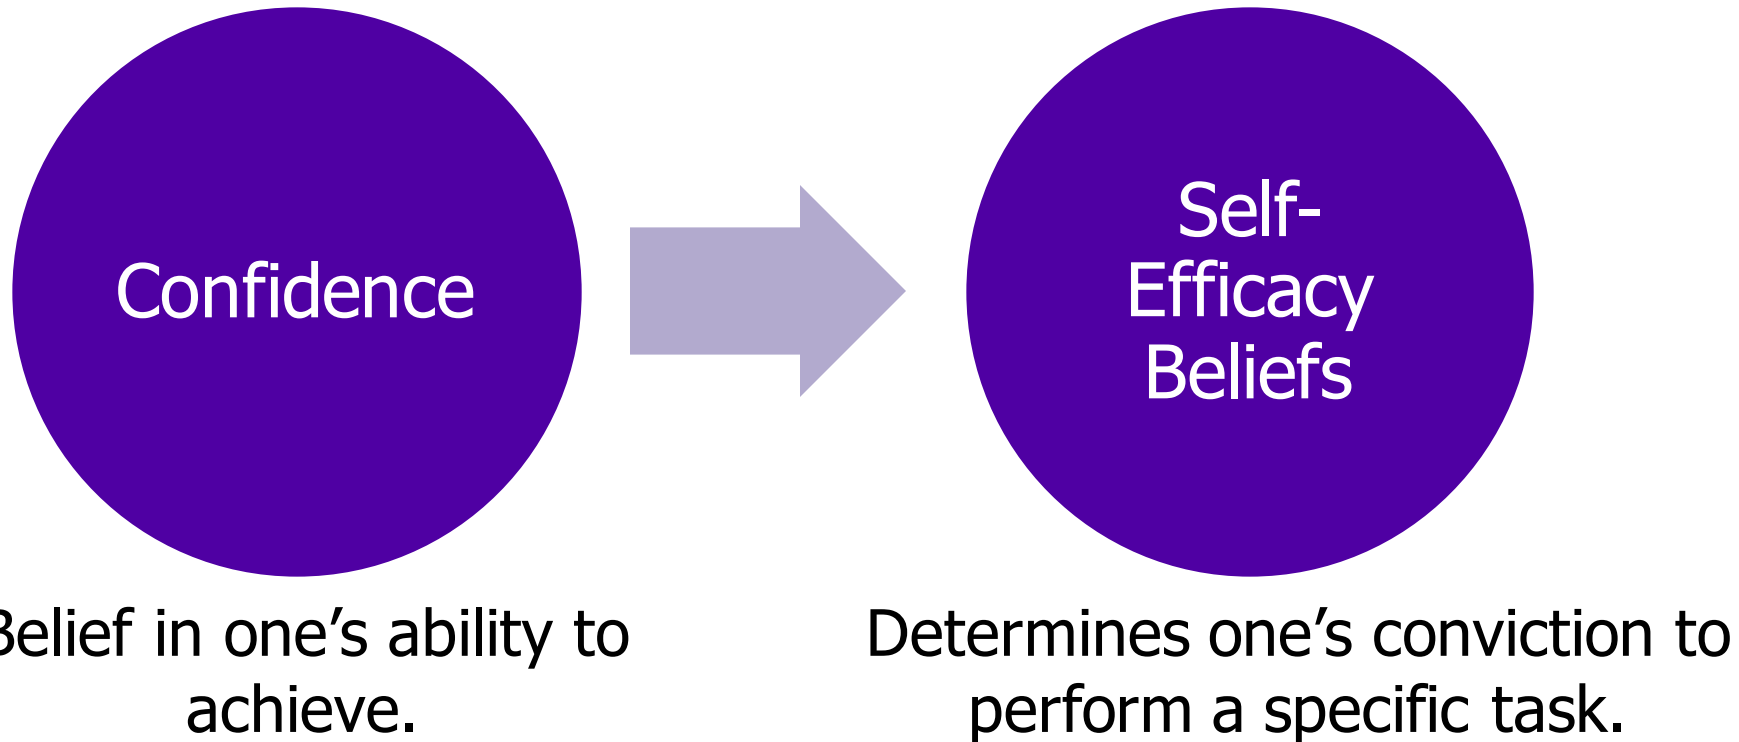 Confidence
Self-
Efficacy
Beliefs
Belief in one’s ability to
achieve.
Determines one’s conviction to
perform a specific task.